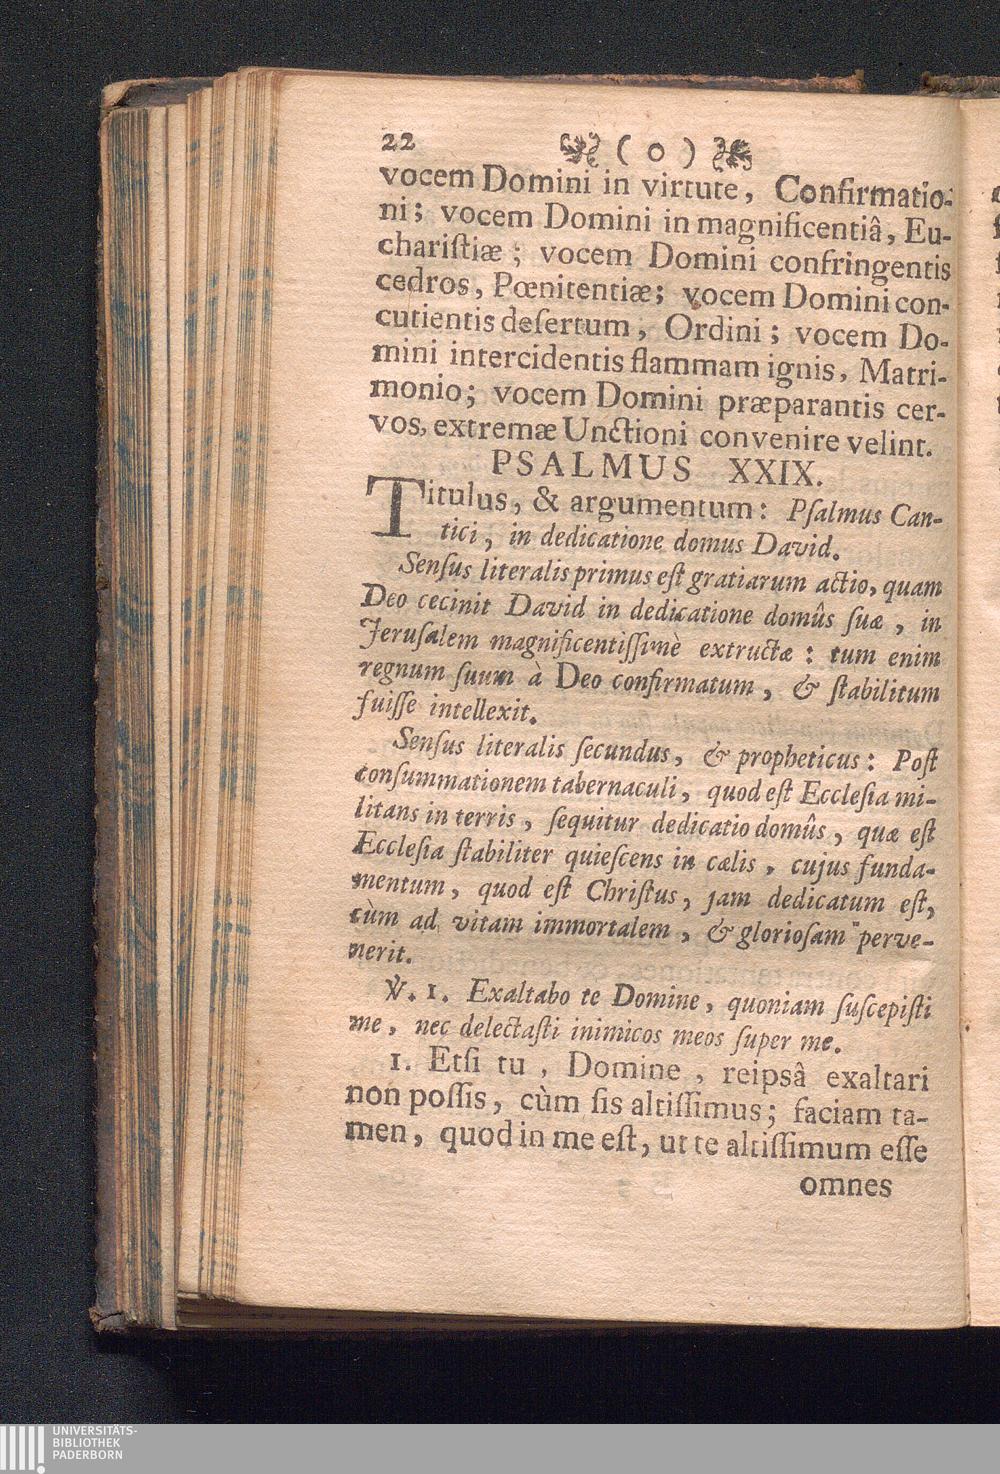 22 ( o )
vocem Domini in virtute, Confirmatio-
ni; vocem Domini in magnificentiâ, Eu-
chariſtiæ; vocem Domini confringentis
cedros, Pœnitentiæ; vocem Domini con-
cutientis deſertum, Ordini; vocem Do-
mini intercidentis flammam ignis, Matri-
monio; vocem Domini præparantis cer-
vos, extremæ Unctioni convenire velint.
PSALMUS XXIX.
Titulus, & argumentum: Pſalmus Can-
tici, in dedicatione domus David.
Senſus literalis primus eſt gratiarum actio, quam
Deo cecinit David in dedicatione domûs ſuæ, in
Jeruſalem magnificentiſſimè extructæ: tum enim
regnum ſuum à Deo confirmatum, & ſtabilitum
fuiſſe intellexit.
Senſus literalis ſecundus, & propheticus: Poſt
conſummationem tabernaculi, quod eſt Eccleſia mi-
litans in terris, ſequitur dedicatio domûs, quæ eſt
Eccleſia ſtabiliter quieſcens in cælis, cujus funda-
mentum, quod eſt Chriſtus, jam dedicatum eſt,
cùm ad vitam immortalem, & glorioſam perve-
nerit.
℣. 1. Exaltabo te Domine, quoniam ſuſcepiſti
me, nec delectaſti inimicos meos ſuper me.
1. Etſi tu, Domine, reipsâ exaltari
non poſſis, cùm ſis altiſſimus; faciam ta-
men, quod in me eſt, ut te altiſſimum eſſe
omnes
UNIVERSITÄTS-
BIBLIOTHEK
PADERBORN